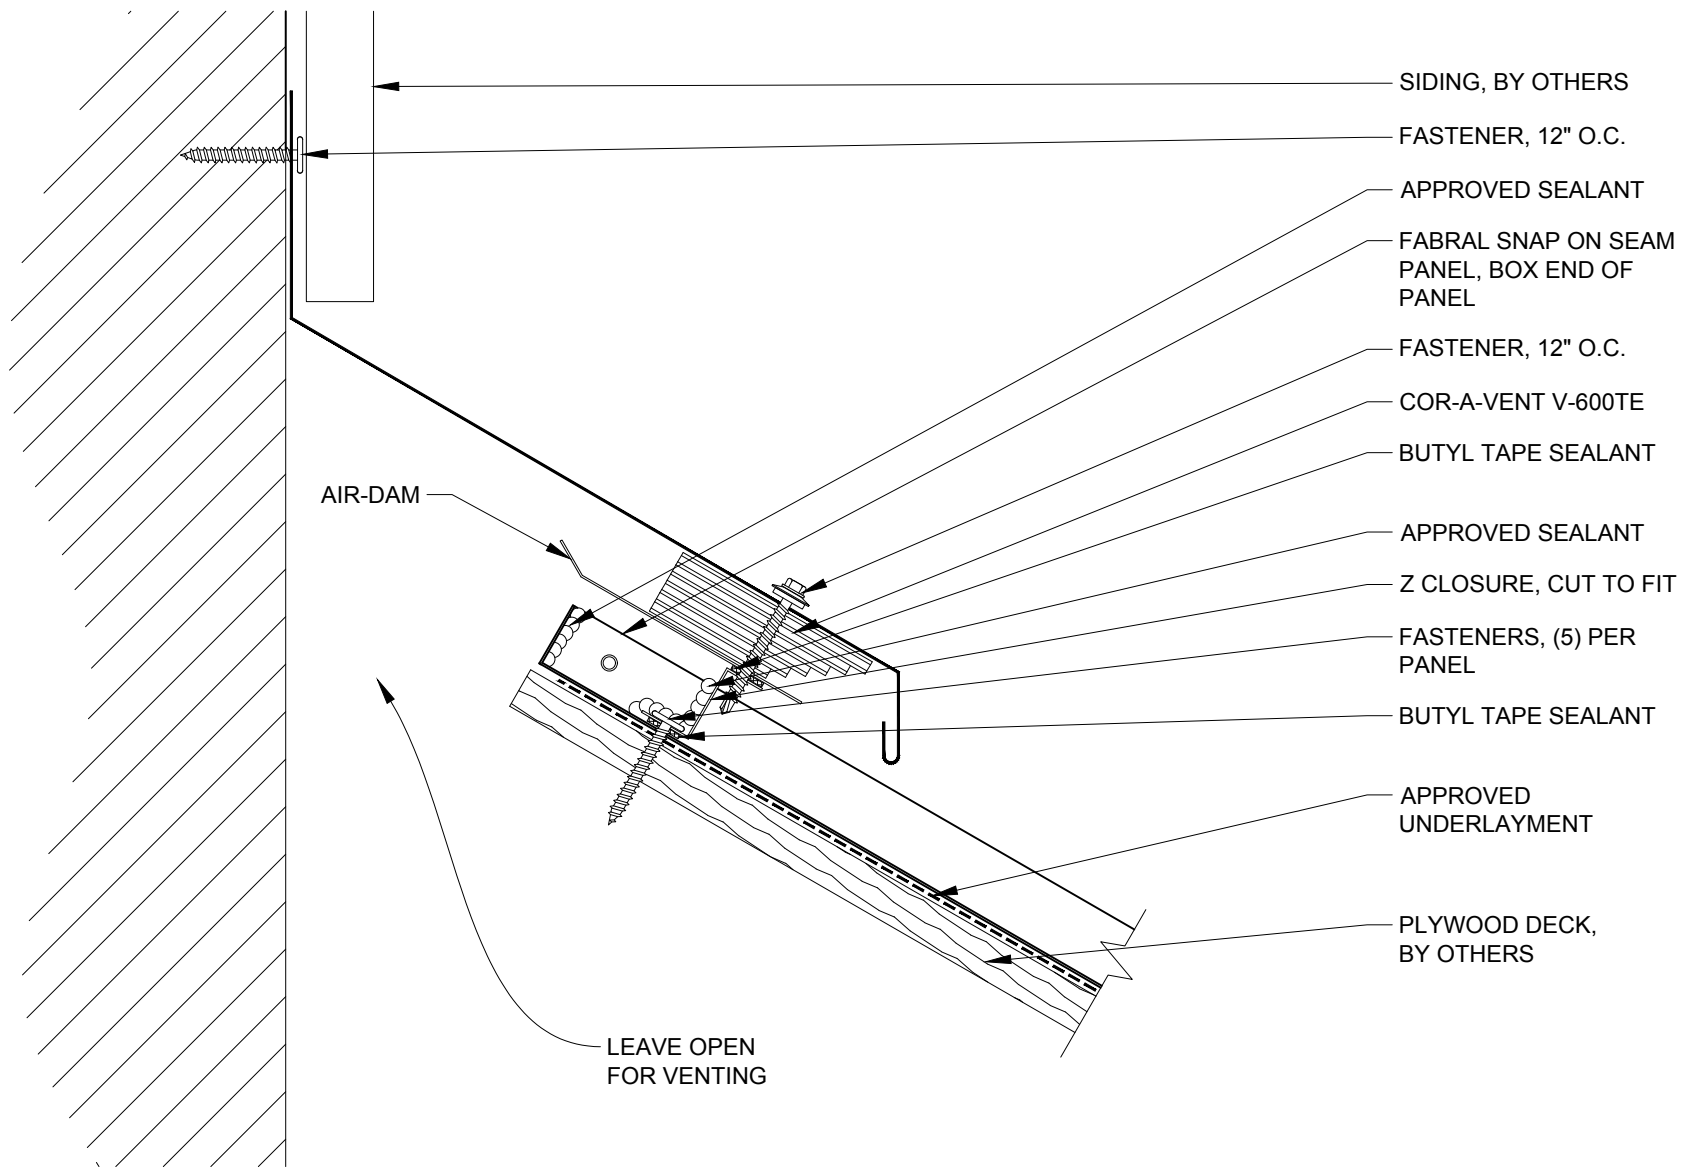 SIDING, BY OTHERS
FASTENER, 12" O.C.
APPROVED SEALANT
FABRAL SNAP ON SEAM
PANEL, BOX END OF
PANEL
FASTENER, 12" O.C.
COR-A-VENT V-600TE
BUTYL TAPE SEALANT
AIR-DAM
APPROVED SEALANT
Z CLOSURE, CUT TO FIT
FASTENERS, (5) PER
PANEL
BUTYL TAPE SEALANT
APPROVED
UNDERLAYMENT
PLYWOOD DECK,
BY OTHERS
LEAVE OPEN
FOR VENTING